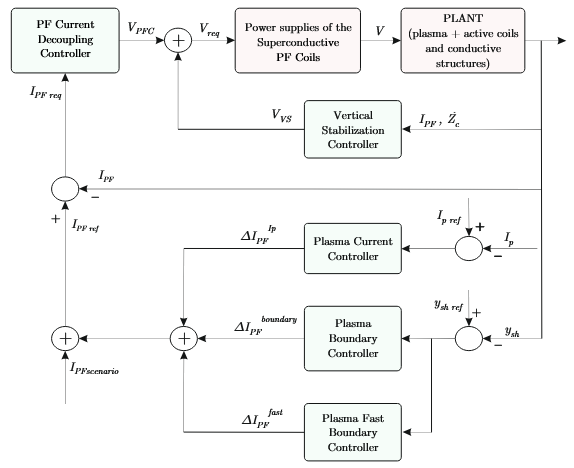 PF Current
Decoupling
Controller
V_PFC
+
V_req
Power supplies of the
Superconductive
PF Coils
V
PLANT
(plasma + active coils
and conductive
structures)
I_PF req
V_VS
Vertical
Stabilization
Controller
I_PF , Ż_c
I_PF
−
+
I_PF ref
ΔI_PF^Ip
Plasma Current
Controller
I_p ref
+
I_p
−
ΔI_PF^boundary
Plasma
Boundary
Controller
y_sh ref
+
y_sh
−
+
+
I_PFscenario
ΔI_PF^fast
Plasma Fast
Boundary
Controller